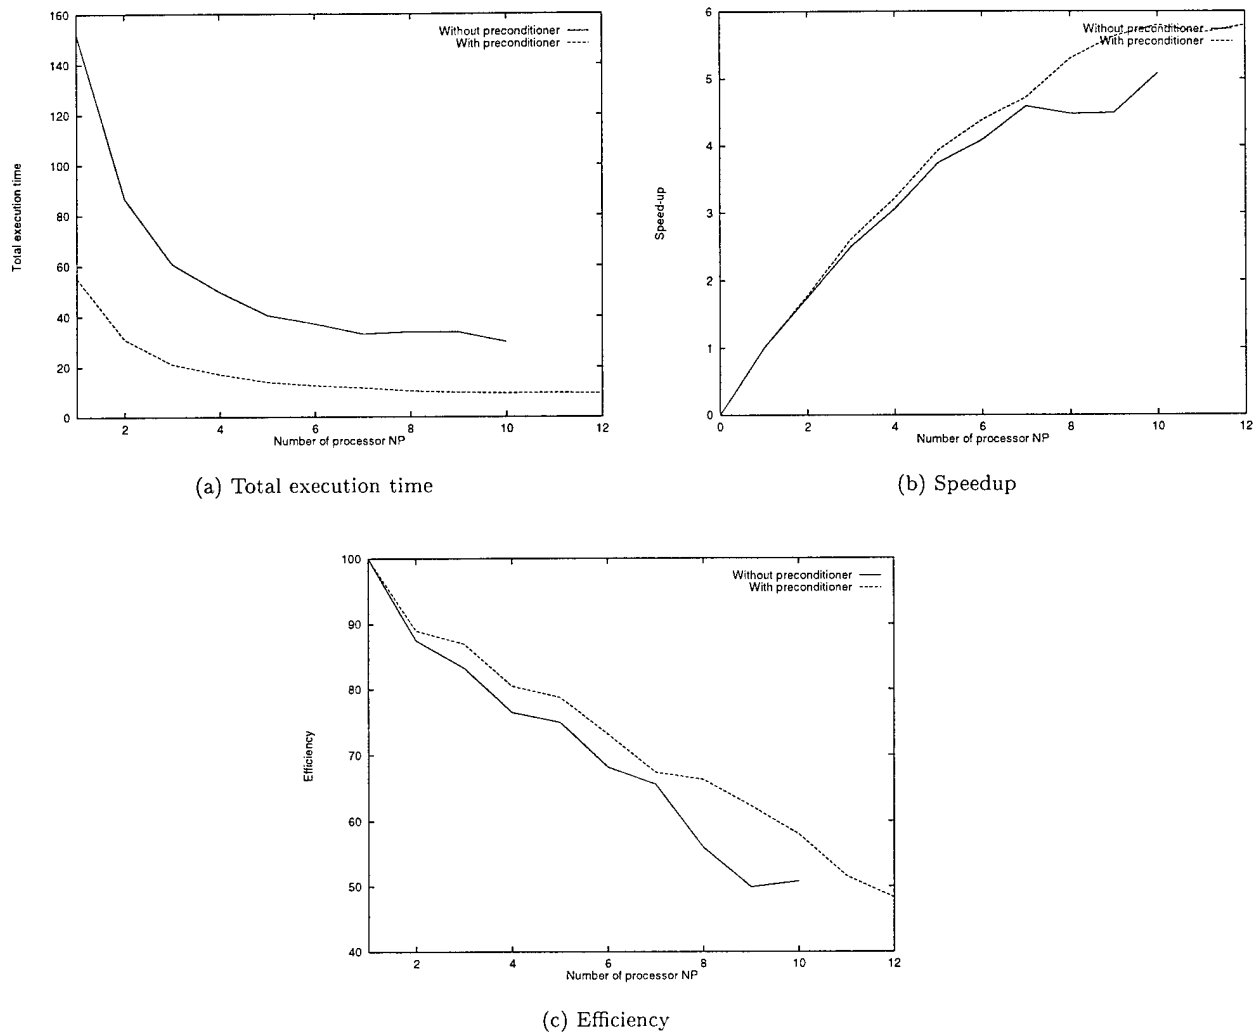 160
140
120
100
80
60
40
20
0
Total execution time
Without preconditioner
With preconditioner
2 4 6 8 10 12
Number of processor NP
(a) Total execution time
6
5
4
3
2
1
0
Speed-up
Without preconditioner
With preconditioner
0 2 4 6 8 10 12
Number of processor NP
(b) Speedup
100
90
80
70
60
50
40
Efficiency
Without preconditioner
With preconditioner
2 4 6 8 10 12
Number of processor NP
(c) Efficiency